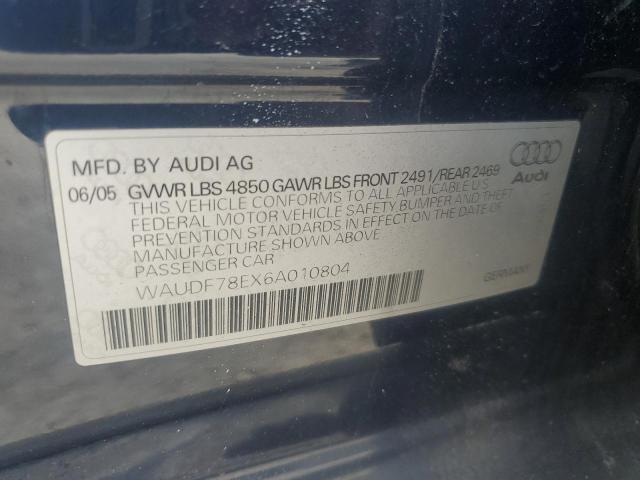 MFD. BY AUDI AG
06/05 GVWR LBS 4850 GAWR LBS FRONT 2491/REAR 2469
THIS VEHICLE CONFORMS TO ALL APPLICABLE U.S
FEDERAL MOTOR VEHICLE SAFETY BUMPER AND THEFT
PREVENTION STANDARDS IN EFFECT ON THE DATE OF
MANUFACTURE SHOWN ABOVE
PASSENGER CAR
WAUDF78EX6A010804
GERMANY
Audi